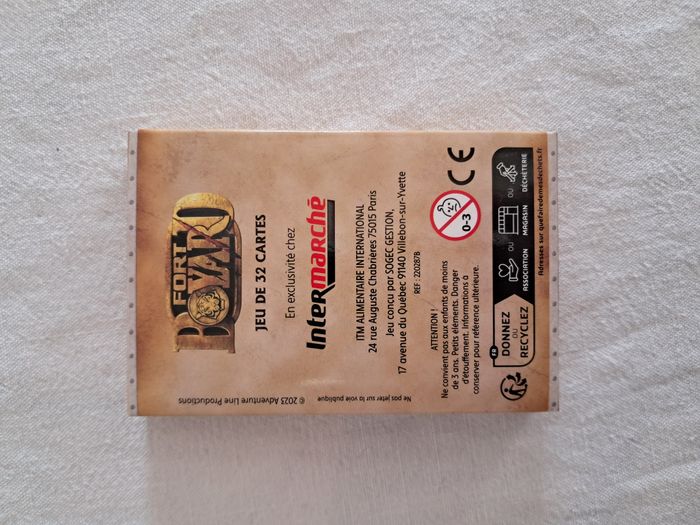 FORT
BOYARD
JEU DE 32 CARTES
En exclusivité chez
Intermarché
ITM ALIMENTAIRE INTERNATIONAL
24 rue Auguste Chabrières 75015 Paris
Jeu conçu par SOGEC GESTION,
17 avenue du Québec 91140 Villebon-sur-Yvette
REF : 2202878
ATTENTION !
Ne convient pas aux enfants de moins
de 3 ans. Petits éléments. Danger
d'étouffement. Informations à
conserver pour référence ultérieure.
0-3
CE
FR
DONNEZ
OU
RECYCLEZ
ASSOCIATION OU MAGASIN OU DÉCHÈTERIE
Adresses sur quefairedemesdechets.fr
Ne pas jeter sur la voie publique
© 2023 Adventure Line Productions